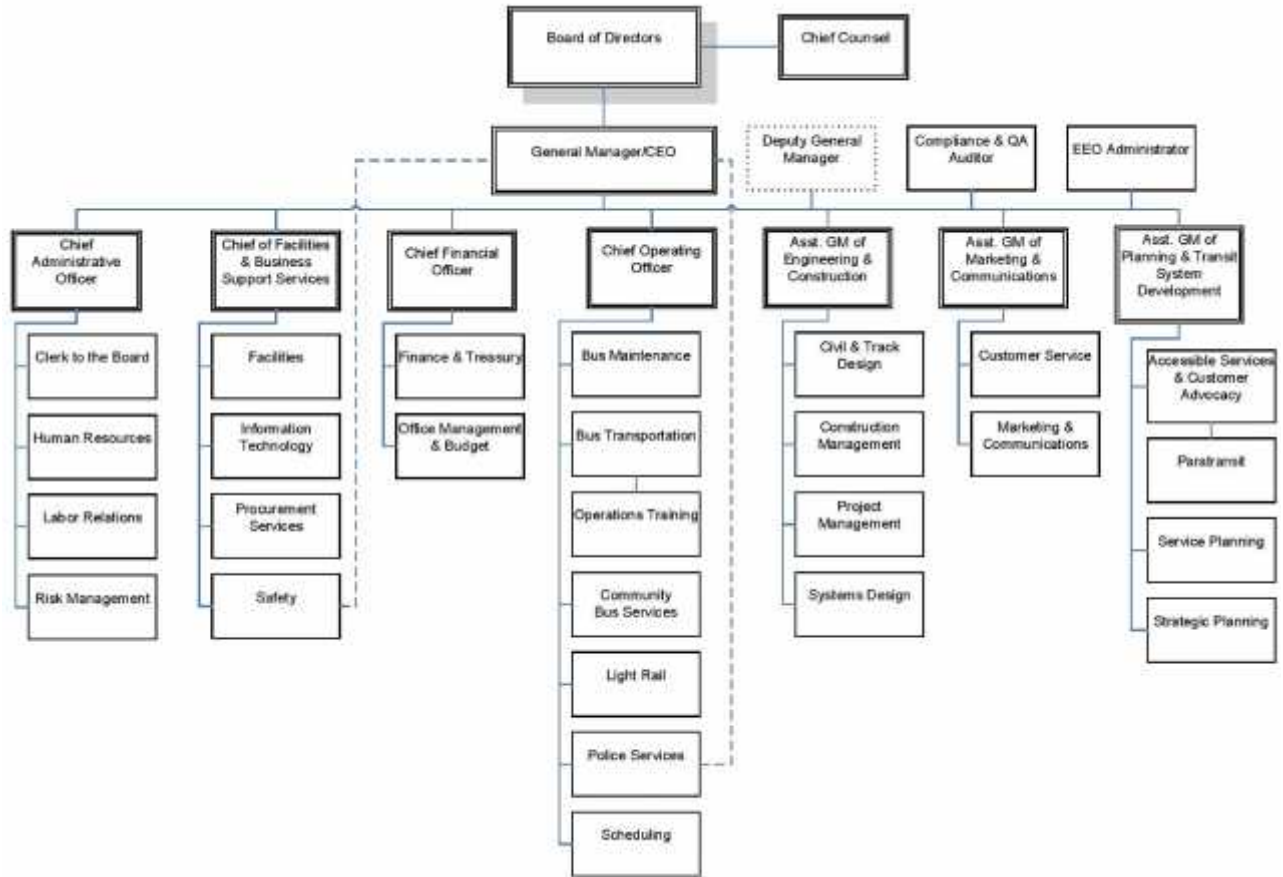 Board of Directors
Chief Counsel
General Manager/CEO
Deputy General
Manager
Compliance & QA
Auditor
EEO Administrator
Chief
Administrative
Officer
Chief of Facilities
& Business
Support Services
Chief Financial
Officer
Chief Operating
Officer
Asst. GM of
Engineering &
Construction
Asst. GM of
Marketing &
Communications
Asst. GM of
Planning & Transit
System
Development
Clerk to the Board
Human Resources
Labor Relations
Risk Management
Facilities
Information
Technology
Procurement
Services
Safety
Finance & Treasury
Office Management
& Budget
Bus Maintenance
Bus Transportation
Operations Training
Community
Bus Services
Light Rail
Police Services
Scheduling
Civil & Track
Design
Construction
Management
Project
Management
Systems Design
Customer Service
Marketing &
Communications
Accessible Services
& Customer
Advocacy
Paratransit
Service Planning
Strategic Planning